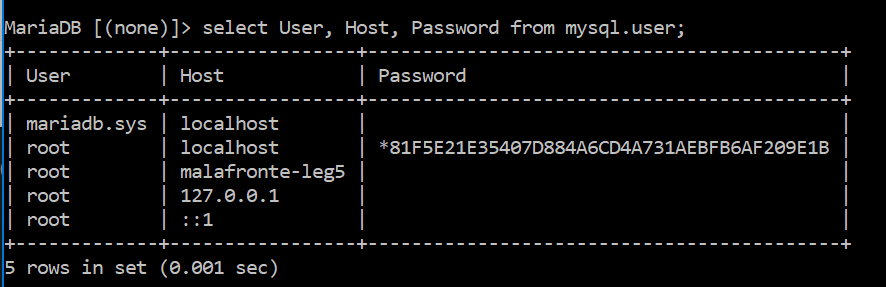 MariaDB [(none)]> select User, Host, Password from mysql.user;
+-------------+-----------------+-------------------------------------------+
| User        | Host            | Password                                  |
+-------------+-----------------+-------------------------------------------+
| mariadb.sys | localhost       |                                           |
| root        | localhost       | *81F5E21E35407D884A6CD4A731AEBFB6AF209E1B |
| root        | malafronte-leg5 |                                           |
| root        | 127.0.0.1       |                                           |
| root        | ::1             |                                           |
+-------------+-----------------+-------------------------------------------+
5 rows in set (0.001 sec)